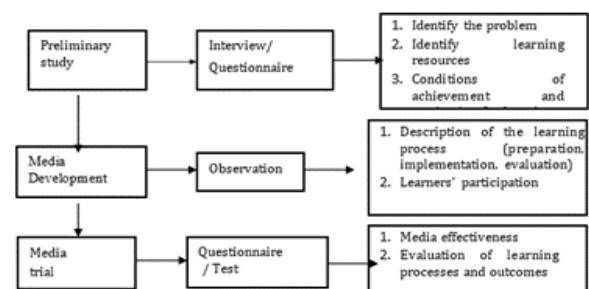 Preliminary
study
Interview/
Questionnaire
1. Identify the problem
2. Identify learning
resources
3. Conditions of
achievement and
Media
Development
Observation
1. Description of the learning
process (preparation,
implementation, evaluation)
2. Learners' participation
Media
trial
Questionnaire
/ Test
1. Media effectiveness
2. Evaluation of learning
processes and outcomes